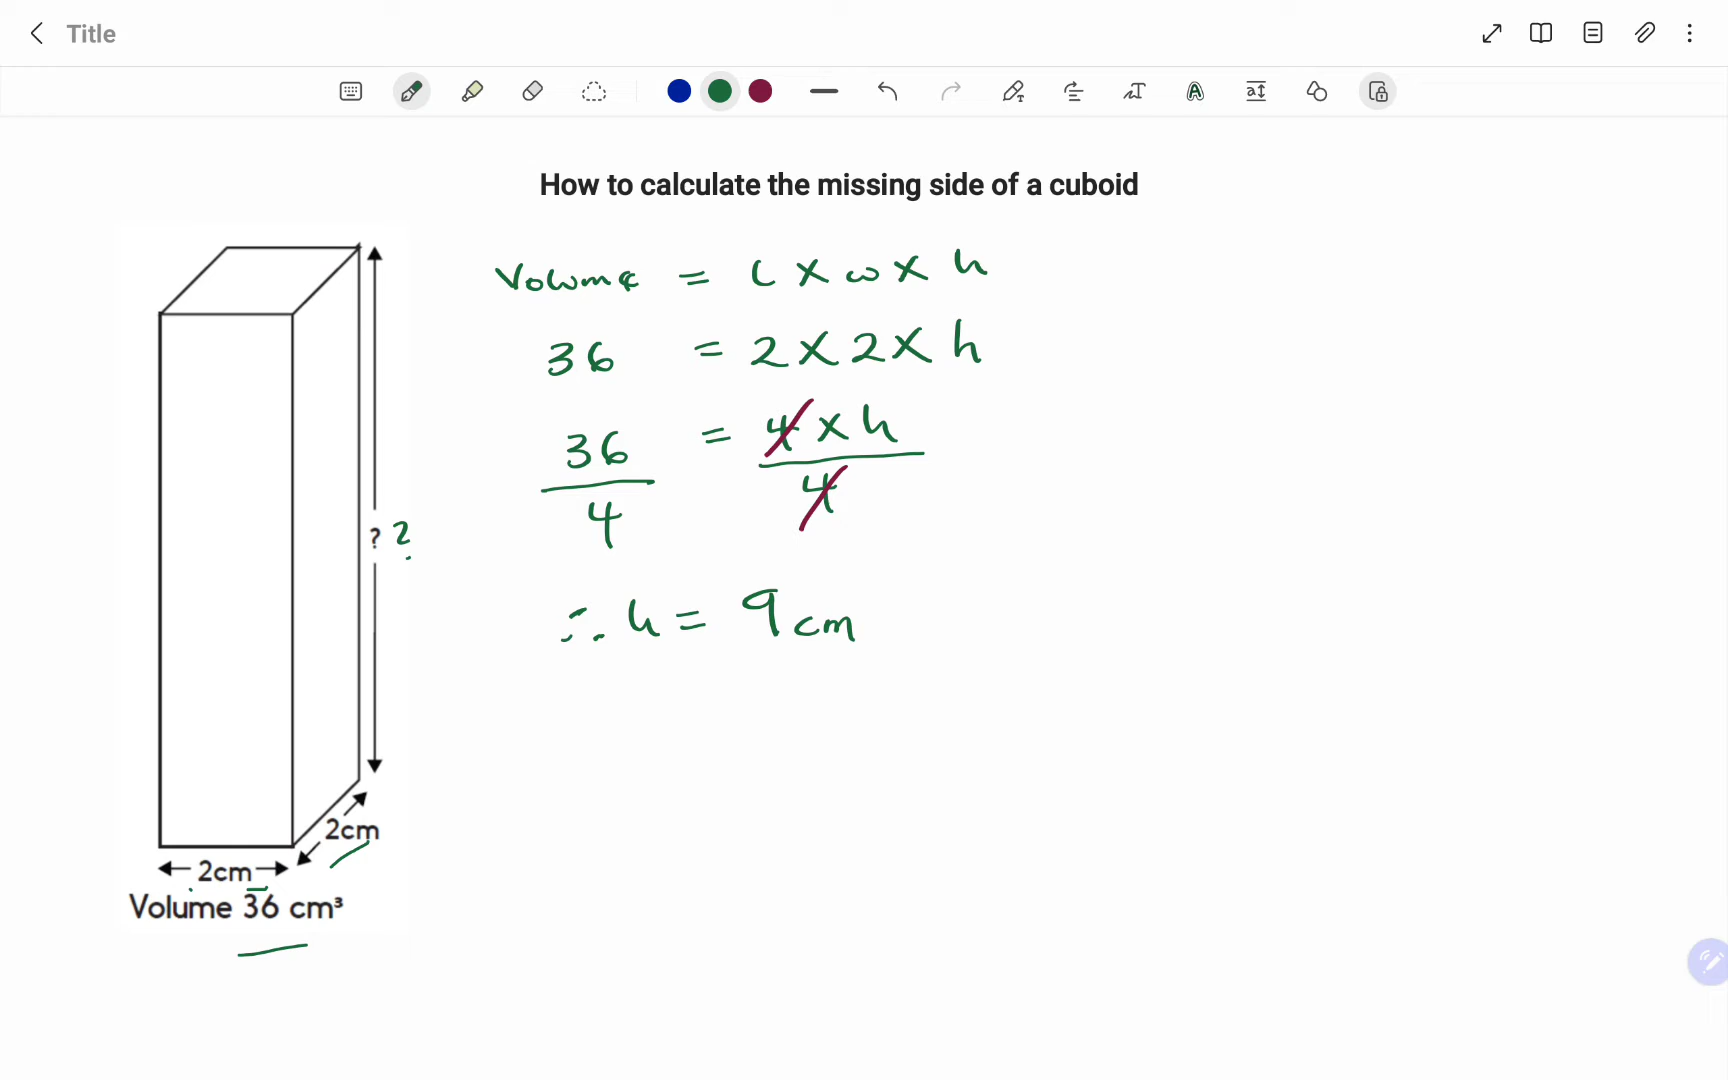 Title
How to calculate the missing side of a cuboid
Volume = l × w × h
36 = 2 × 2 × h
36 = 4 × h
4 4
? ?
∴ h = 9cm
2cm
2cm
Volume 36 cm³